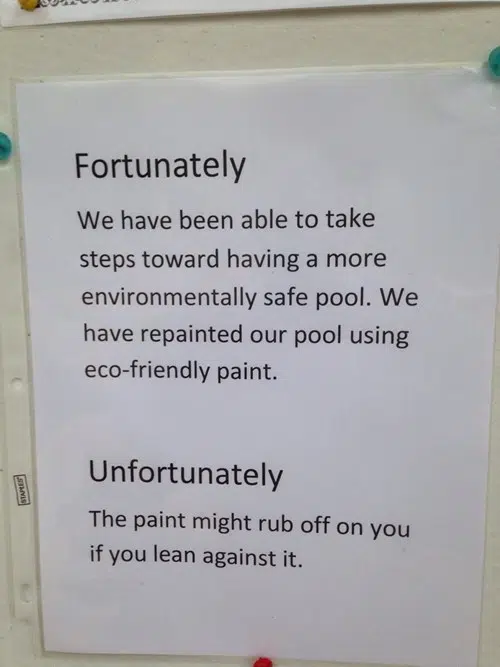 Fortunately
We have been able to take
steps toward having a more
environmentally safe pool. We
have repainted our pool using
eco-friendly paint.
Unfortunately
The paint might rub off on you
if you lean against it.
STAPLES